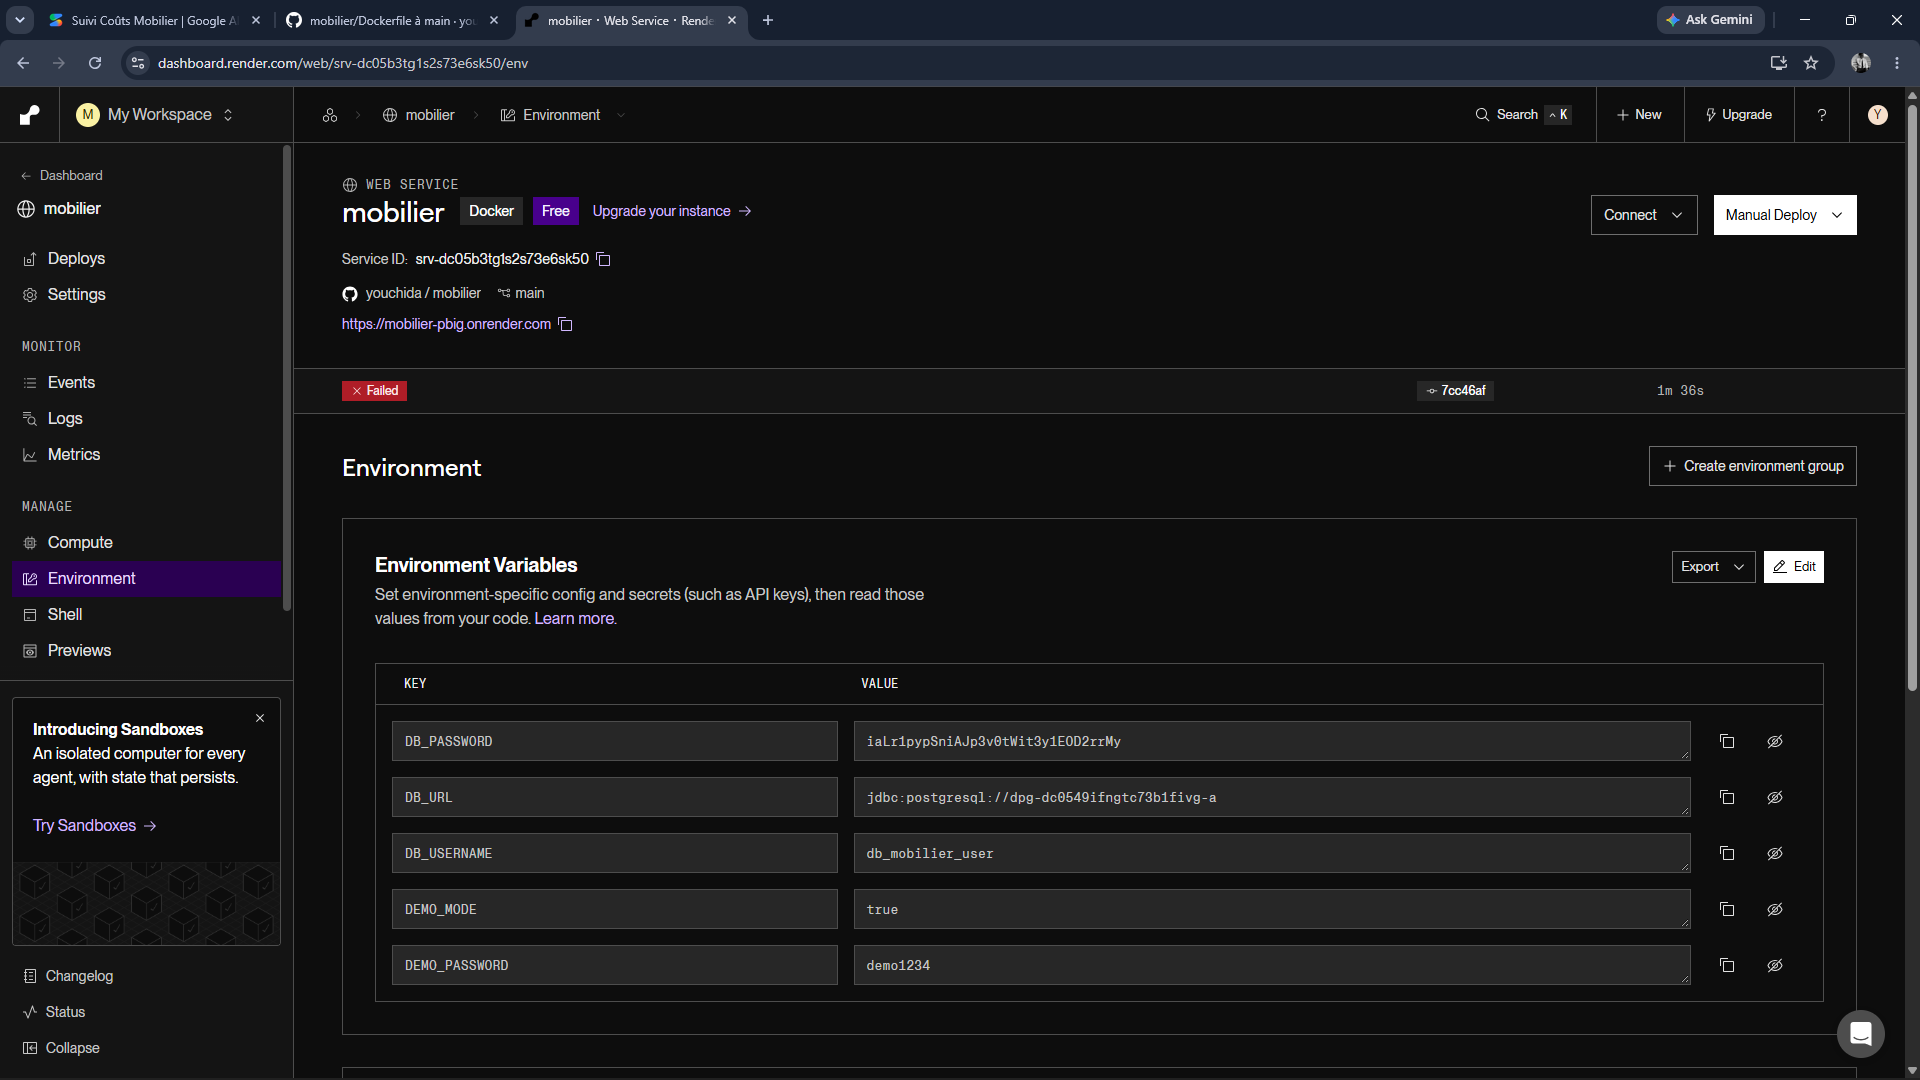 Suivi Coûts Mobilier | Google A
mobilier/Dockerfile à main · you
mobilier · Web Service · Rende
Ask Gemini
dashboard.render.com/web/srv-dc05b3tg1s2s73e6sk50/env
M My Workspace
mobilier
Environment
Search ^ K
+ New
Upgrade
?
Y
← Dashboard
mobilier
Deploys
Settings
MONITOR
Events
Logs
Metrics
MANAGE
Compute
Environment
Shell
Previews
Introducing Sandboxes
An isolated computer for every
agent, with state that persists.
Try Sandboxes →
Changelog
Status
Collapse
WEB SERVICE
mobilier Docker Free Upgrade your instance →
Connect
Manual Deploy
Service ID: srv-dc05b3tg1s2s73e6sk50
youchida / mobilier main
https://mobilier-pbig.onrender.com
Failed 7cc46af 1m 36s
Environment
+ Create environment group
Environment Variables
Export
Edit
Set environment-specific config and secrets (such as API keys), then read those
values from your code. Learn more.
KEY VALUE
DB_PASSWORD iaLr1pypSniAJp3v0tWit3y1EOD2rrMy
DB_URL jdbc:postgresql://dpg-dc0549ifngtc73b1fivg-a
DB_USERNAME db_mobilier_user
DEMO_MODE true
DEMO_PASSWORD demo1234